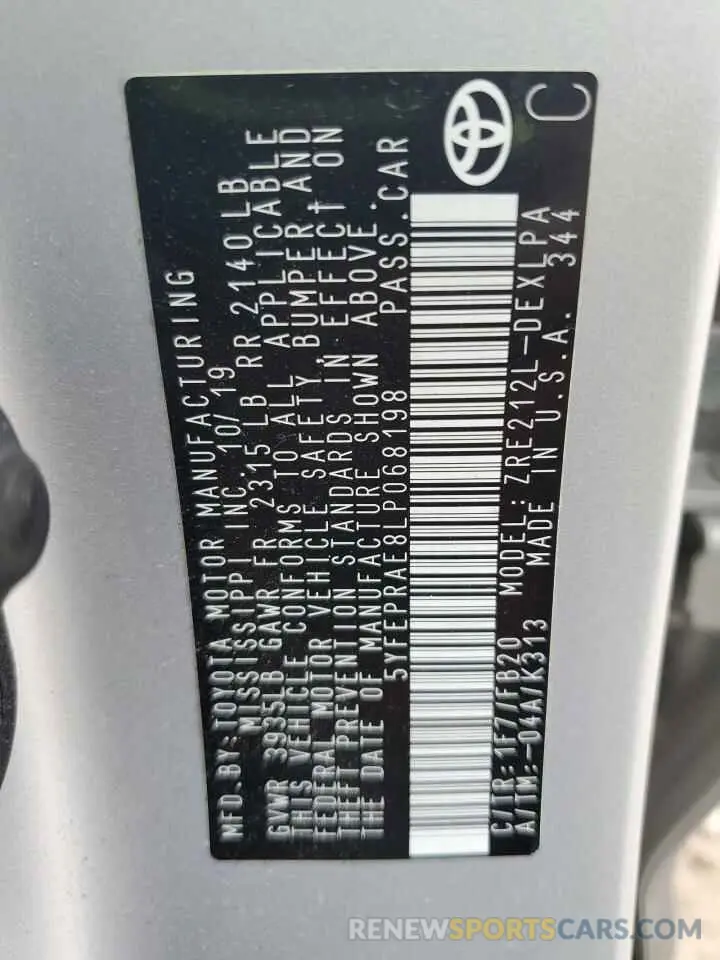 MFD. BY: TOYOTA MOTOR MANUFACTURING
MISSISSIPPI INC. 10/19
GVWR 3935LB GAWR FR 2315 LB RR 2140 LB
THIS VEHICLE CONFORMS TO ALL APPLICABLE
FEDERAL MOTOR VEHICLE SAFETY, BUMPER AND
THEFT PREVENTION STANDARDS IN EFFECT ON
THE DATE OF MANUFACTURE SHOWN ABOVE.
5YFEPRAE8LP068198 PASS. CAR
C/TR: 1F7/FB20 MODEL: ZRE212L-DEXLPA
A/TM: -04A/K313 MADE IN U.S.A. 344
C
RENEWSPORTSCARS.COM